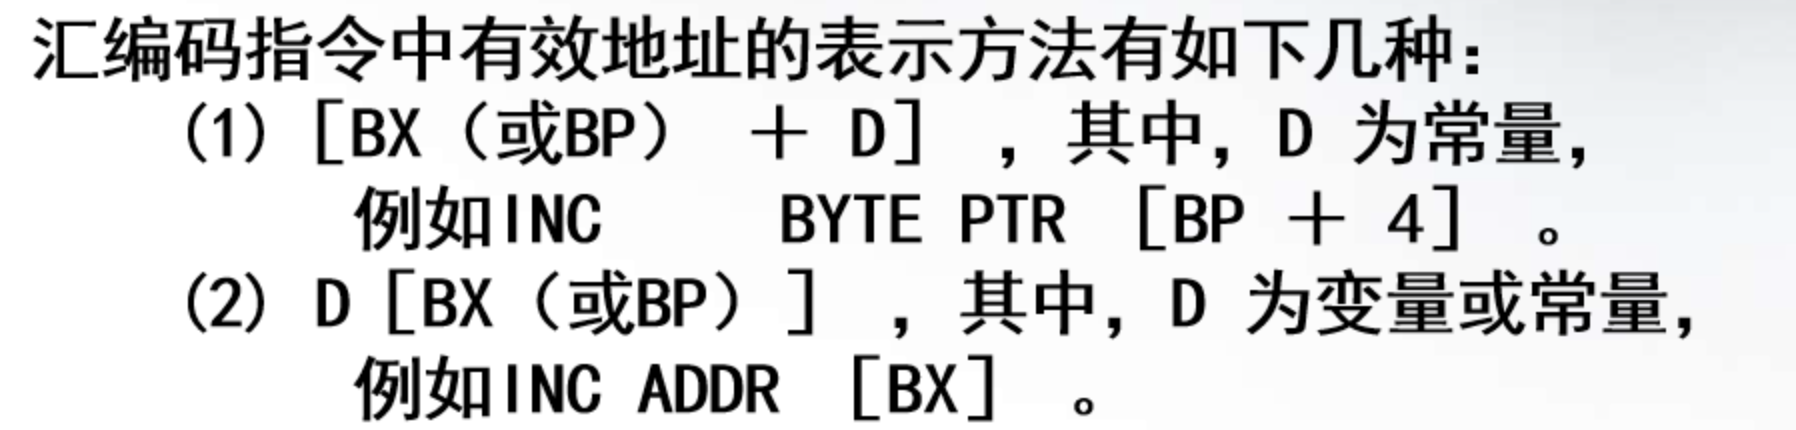 汇编码指令中有效地址的表示方法有如下几种：
(1) [BX（或BP） ＋ D] ，其中，D 为常量，
例如INC BYTE PTR [BP ＋ 4] 。
(2) D [BX（或BP）] ，其中，D 为变量或常量，
例如INC ADDR [BX] 。